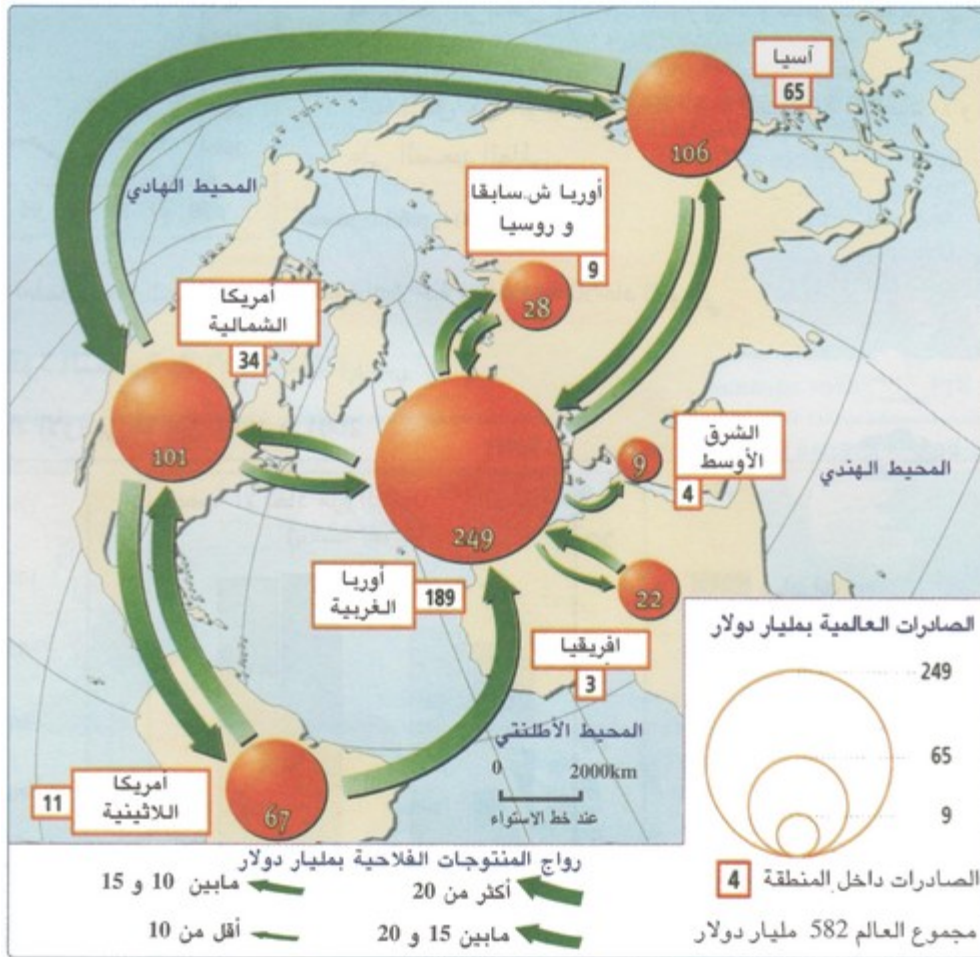 آسيا
65
106
المحيط الهادي
أوربا ش.سابقا
و روسيا
9
28
أمريكا
الشمالية
34
101
الشرق
الأوسط
4
9
المحيط الهندي
249
أوربا
الغربية
189
22
افريقيا
3
المحيط الأطلنتي
0 2000km
عند خط الاستواء
أمريكا
اللاثينية
11
67
الصادرات العالمية بمليار دولار
249
65
9
الصادرات داخل المنطقة 4
مجموع العالم 582 مليار دولار
رواج المنتوجات الفلاحية بمليار دولار
أكثر من 20
مابين 10 و 15
مابين 15 و 20
أقل من 10